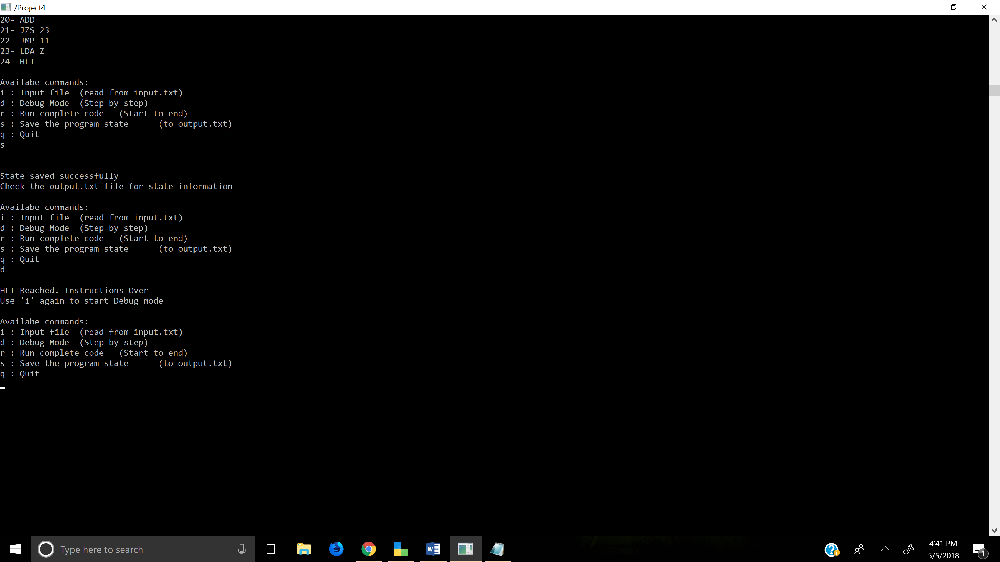 ./Project4
20- ADD
21- JZS 23
22- JMP 11
23- LDA Z
24- HLT
Availabe commands:
i : Input file  (read from input.txt)
d : Debug Mode  (Step by step)
r : Run complete code   (Start to end)
s : Save the program state      (to output.txt)
q : Quit
s
State saved successfully
Check the output.txt file for state information
Availabe commands:
i : Input file  (read from input.txt)
d : Debug Mode  (Step by step)
r : Run complete code   (Start to end)
s : Save the program state      (to output.txt)
q : Quit
d
HLT Reached. Instructions Over
Use 'i' again to start Debug mode
Availabe commands:
i : Input file  (read from input.txt)
d : Debug Mode  (Step by step)
r : Run complete code   (Start to end)
s : Save the program state      (to output.txt)
q : Quit
Type here to search
4:41 PM
5/5/2018
1